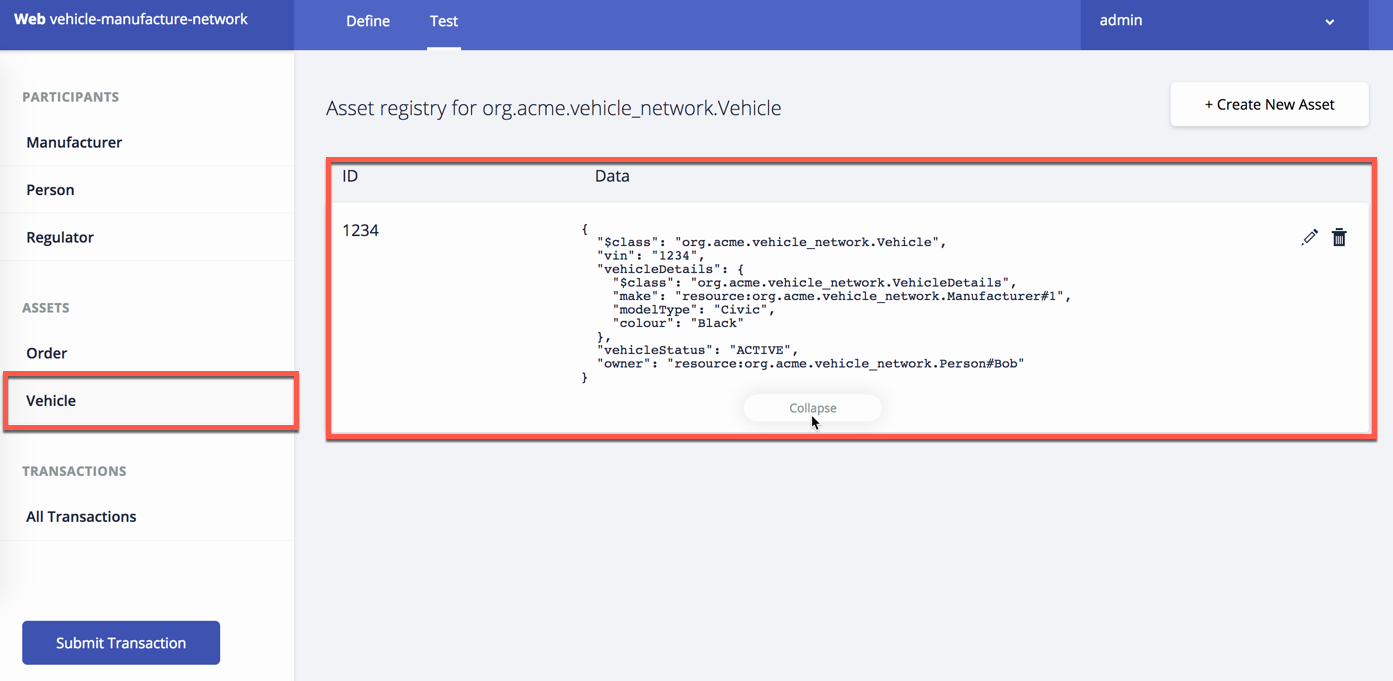 Web vehicle-manufacture-network
Define
Test
admin
PARTICIPANTS
Manufacturer
Person
Regulator
ASSETS
Order
Vehicle
TRANSACTIONS
All Transactions
Submit Transaction
Asset registry for org.acme.vehicle_network.Vehicle
+ Create New Asset
ID Data
1234
{
  "$class": "org.acme.vehicle_network.Vehicle",
  "vin": "1234",
  "vehicleDetails": {
    "$class": "org.acme.vehicle_network.VehicleDetails",
    "make": "resource:org.acme.vehicle_network.Manufacturer#1",
    "modelType": "Civic",
    "colour": "Black"
  },
  "vehicleStatus": "ACTIVE",
  "owner": "resource:org.acme.vehicle_network.Person#Bob"
}
Collapse